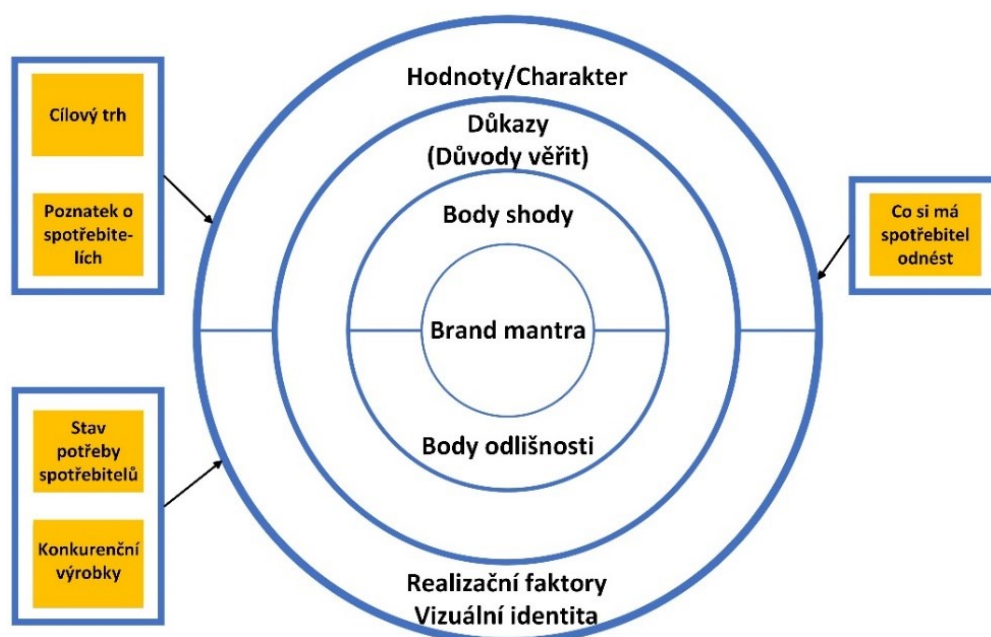 Cílový trh
Poznatek o
spotřebite-
lích
Stav
potřeby
spotřebitelů
Konkurenční
výrobky
Hodnoty/Charakter
Důkazy
(Důvody věřit)
Body shody
Brand mantra
Body odlišnosti
Realizační faktory
Vizuální identita
Co si má
spotřebitel
odnést